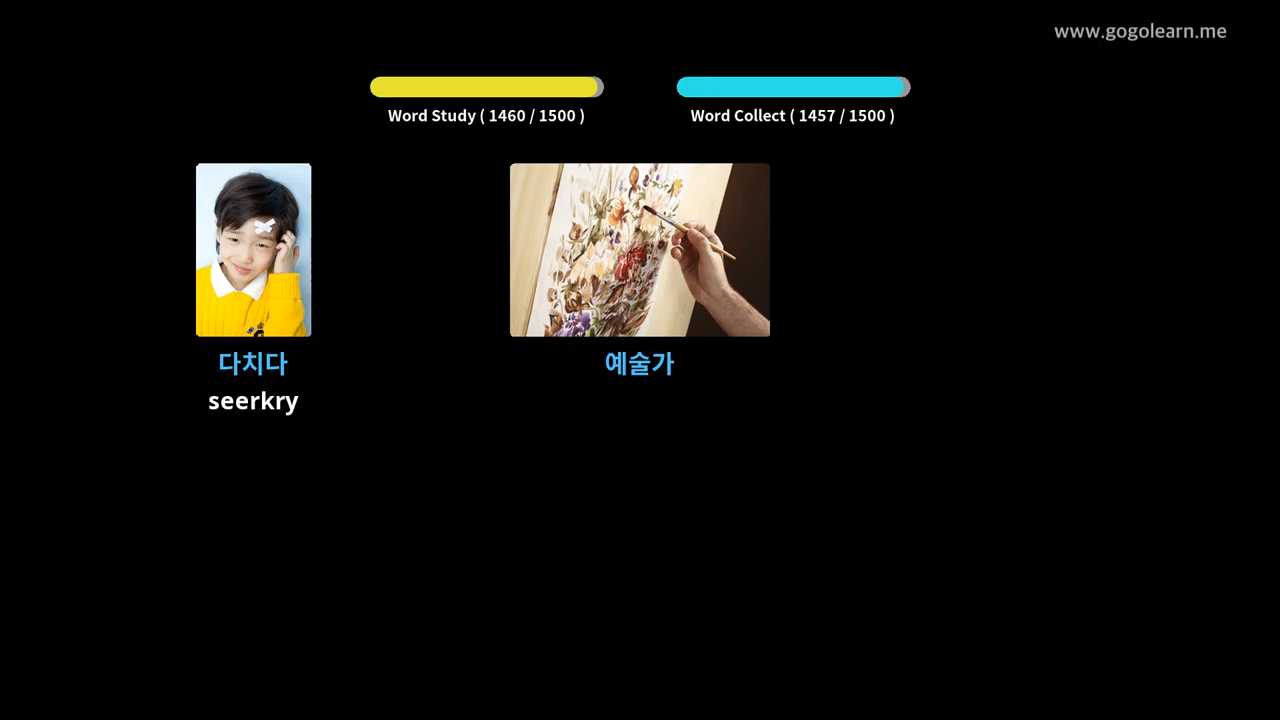 www.gogolearn.me
Word Study ( 1460 / 1500 )
Word Collect ( 1457 / 1500 )
다치다
seerkry
예술가